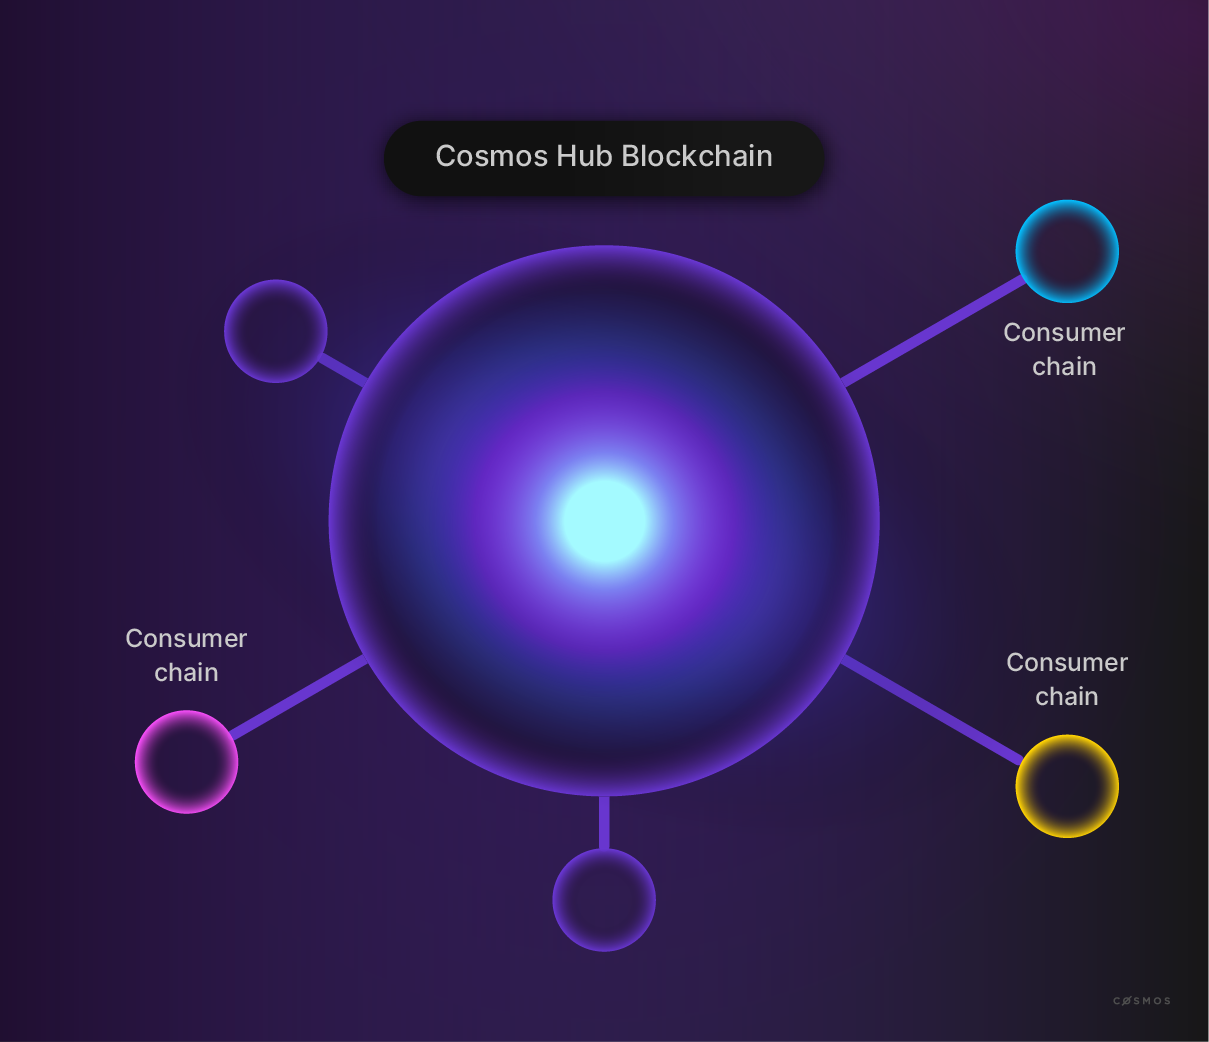 Cosmos Hub Blockchain
Consumer
chain
Consumer
chain
Consumer
chain
COSMOS